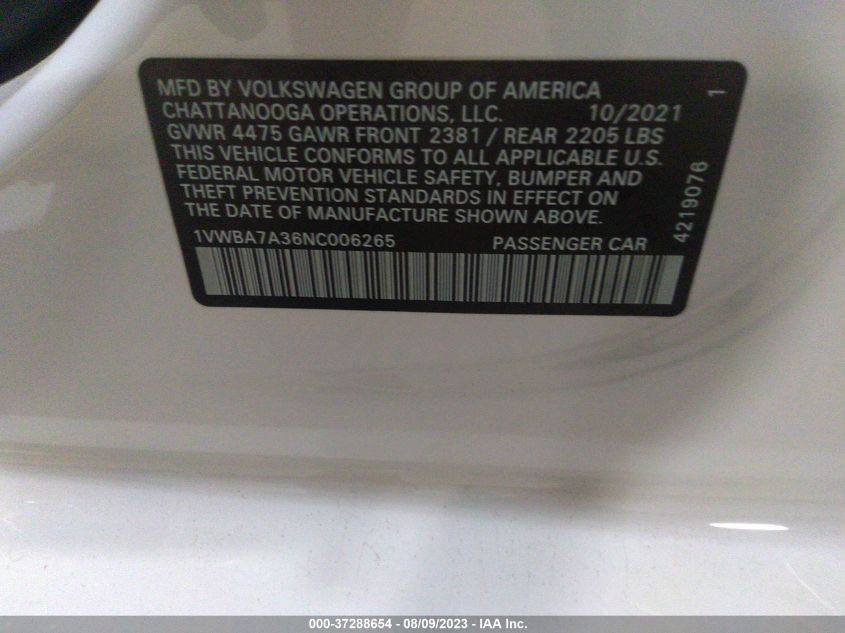 MFD BY VOLKSWAGEN GROUP OF AMERICA
CHATTANOOGA OPERATIONS, LLC. 10/2021
GVWR 4475 GAWR FRONT 2381 / REAR 2205 LBS
THIS VEHICLE CONFORMS TO ALL APPLICABLE U.S.
FEDERAL MOTOR VEHICLE SAFETY, BUMPER AND
THEFT PREVENTION STANDARDS IN EFFECT ON
THE DATE OF MANUFACTURE SHOWN ABOVE.
1VWBA7A36NC006265 PASSENGER CAR
4219076
1
000-37288654 - 08/09/2023 - IAA Inc.